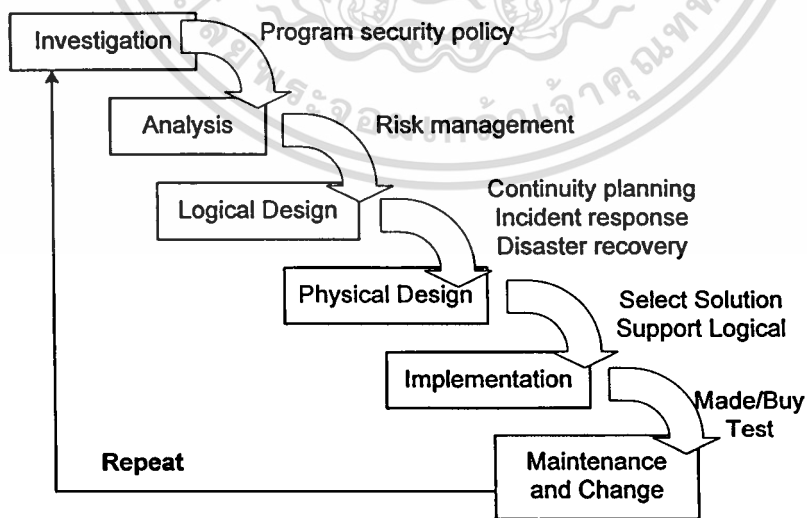 Investigation
Program security policy
Analysis
Risk management
Logical Design
Continuity planning
Incident response
Disaster recovery
Physical Design
Select Solution
Support Logical
Implementation
Made/Buy
Test
Maintenance
and Change
Repeat